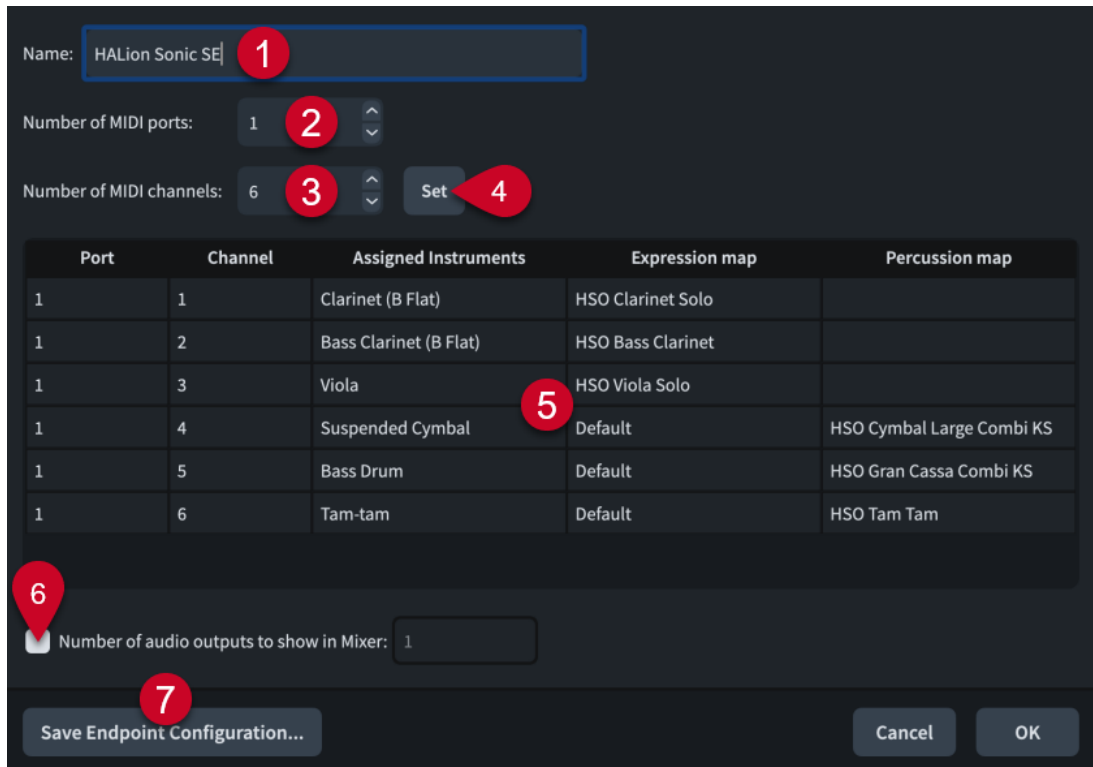 Name: HALion Sonic SE 1
Number of MIDI ports: 1 2
Number of MIDI channels: 6 3 Set 4
Port Channel Assigned Instruments Expression map Percussion map
1 1 Clarinet (B Flat) HSO Clarinet Solo
1 2 Bass Clarinet (B Flat) HSO Bass Clarinet
1 3 Viola HSO Viola Solo
5
1 4 Suspended Cymbal Default HSO Cymbal Large Combi KS
1 5 Bass Drum Default HSO Gran Cassa Combi KS
1 6 Tam-tam Default HSO Tam Tam
6
Number of audio outputs to show in Mixer: 1
7
Save Endpoint Configuration... Cancel OK